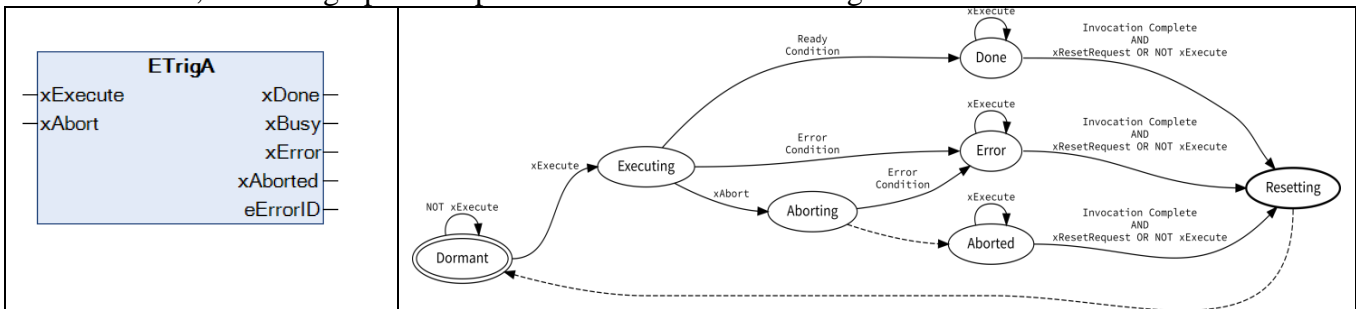 ETrigA
xExecute
xAbort
xDone
xBusy
xError
xAborted
eErrorID
NOT xExecute
Dormant
xExecute
Executing
Ready
Condition
Error
Condition
xAbort
Aborting
Error
Condition
xExecute
Done
xExecute
Error
xExecute
Aborted
Invocation Complete
AND
xResetRequest OR NOT xExecute
Invocation Complete
AND
xResetRequest OR NOT xExecute
Invocation Complete
AND
xResetRequest OR NOT xExecute
Resetting